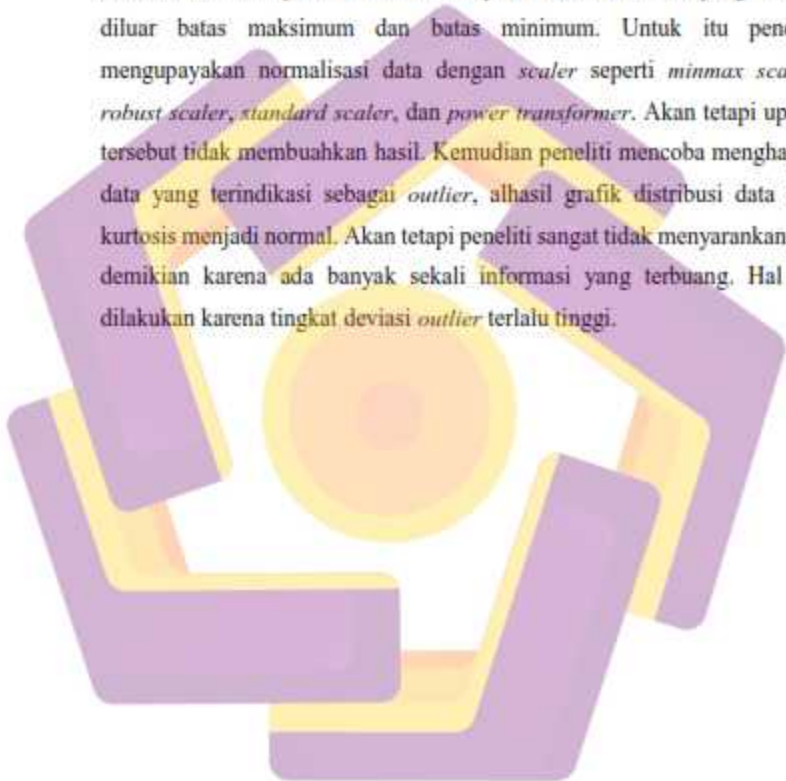 diluar batas maksimum dan batas minimum. Untuk itu
mengupayakan normalisasi data dengan scaler seperti minmax
robust scaler, standard scaler, dan power transformer. Akan tetapi
tersebut tidak membuahkan hasil. Kemudian peneliti mencoba
data yang terindikasi sebagai outlier, alhasil grafik distribusi data
kurtosis menjadi normal. Akan tetapi peneliti sangat tidak menyarankan
demikian karena ada banyak sekali informasi yang terbuang. Hal
dilakukan karena tingkat deviasi outlier terlalu tinggi.